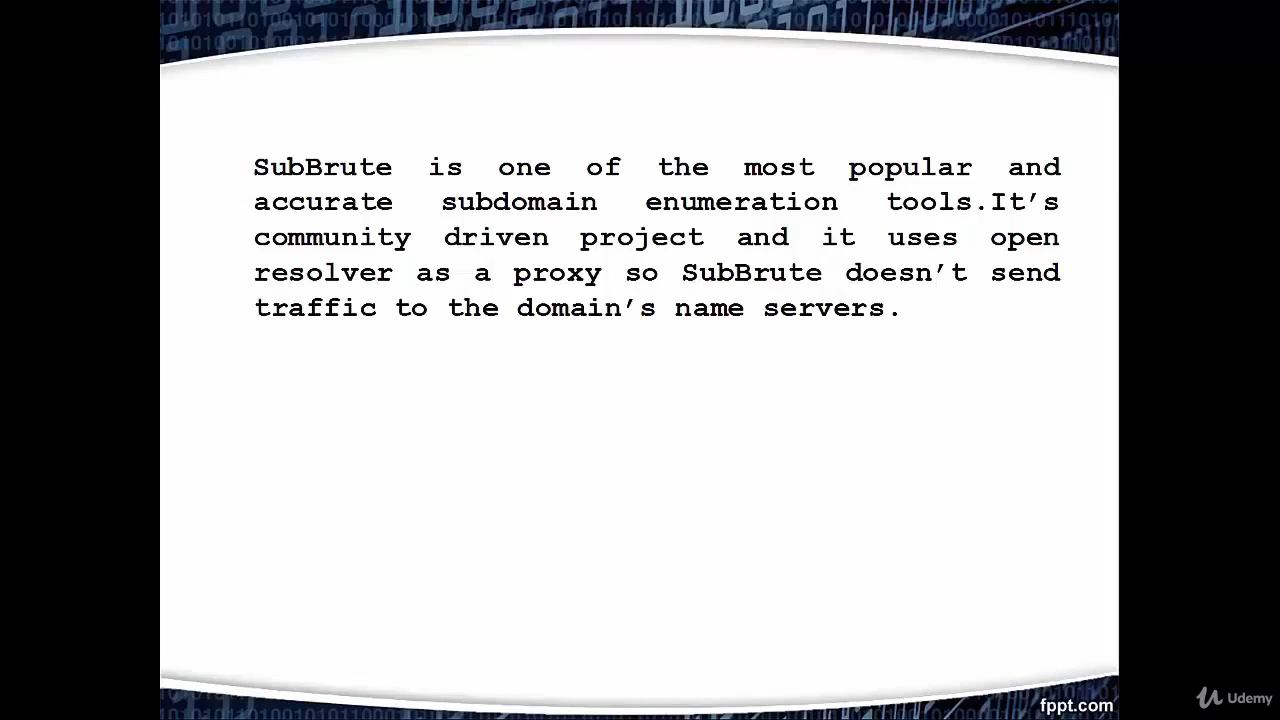 SubBrute is one of the most popular and
accurate subdomain enumeration tools.It’s
community driven project and it uses open
resolver as a proxy so SubBrute doesn’t send
traffic to the domain’s name servers.
fppt.com
Udemy